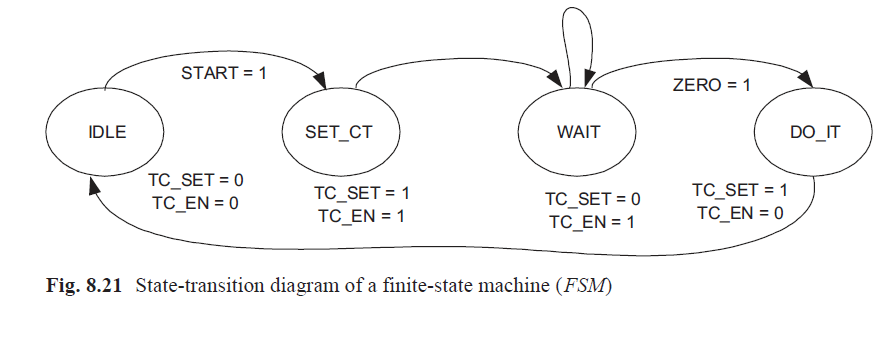 START = 1
ZERO = 1
IDLE
SET_CT
WAIT
DO_IT
TC_SET = 0
TC_EN = 0
TC_SET = 1
TC_EN = 1
TC_SET = 0
TC_EN = 1
TC_SET = 1
TC_EN = 0
Fig. 8.21 State-transition diagram of a finite-state machine (FSM)